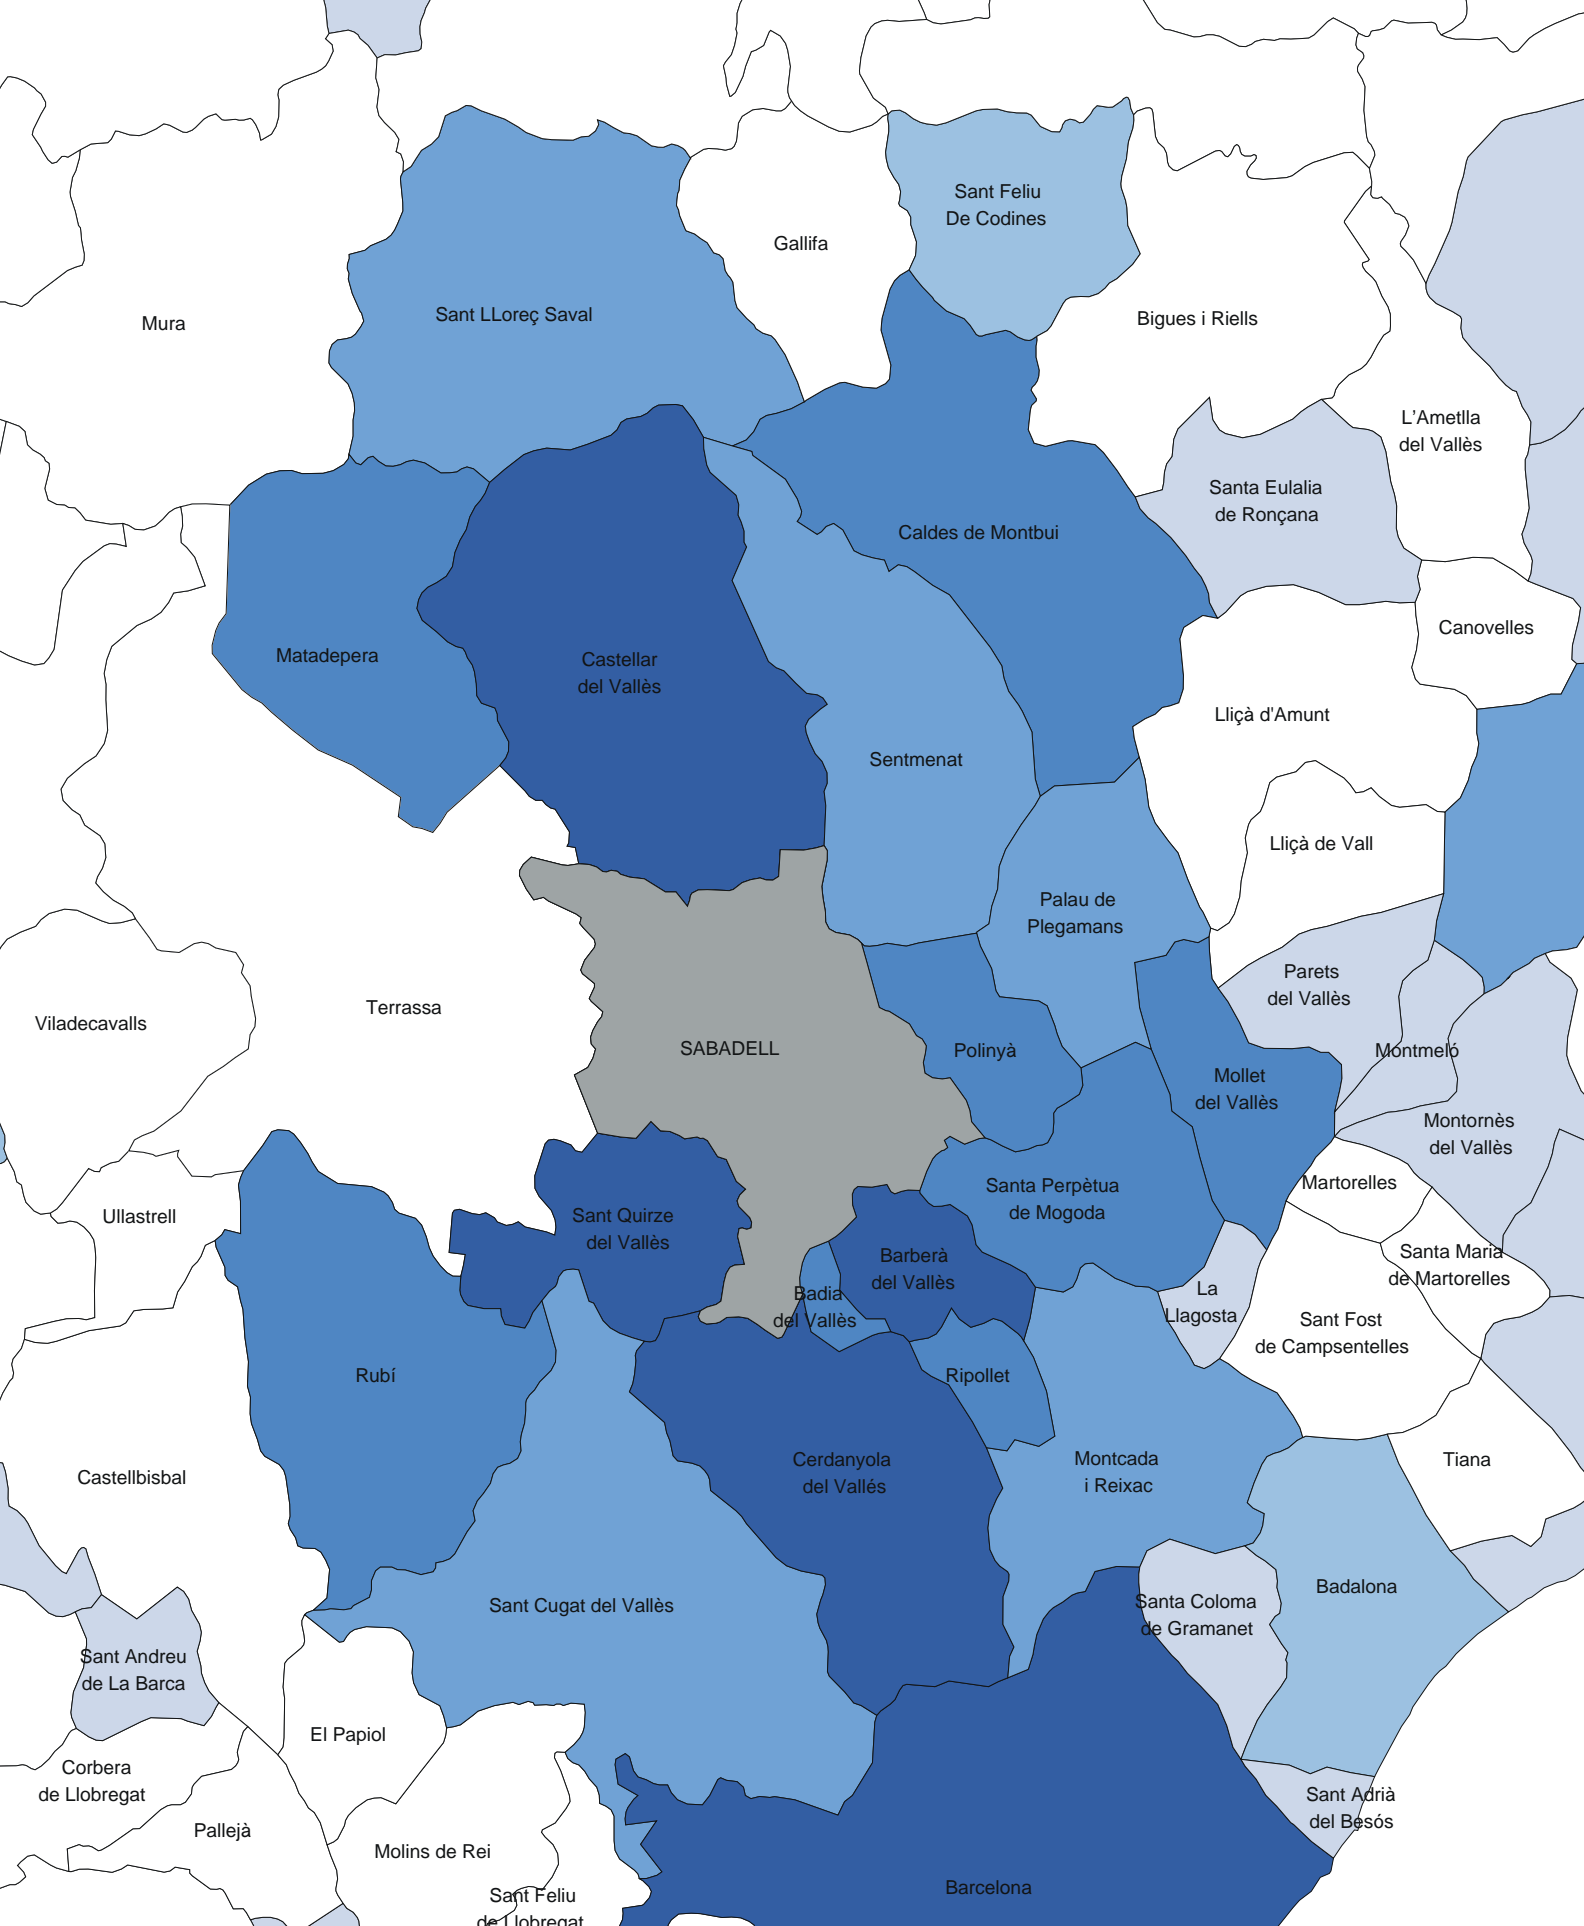 Sant Feliu
De Codines
Gallifa
Mura
Sant LLoreç Saval
Bigues i Riells
L'Ametlla
del Vallès
Santa Eulalia
de Ronçana
Caldes de Montbui
Canovelles
Matadepera
Castellar
del Vallès
Lliçà d'Amunt
Sentmenat
Lliçà de Vall
Palau de
Plegamans
Parets
del Vallès
Terrassa
Viladecavalls
SABADELL
Polinyà
Montmeló
Mollet
del Vallès
Montornès
del Vallès
Martorelles
Santa Perpètua
de Mogoda
Ullastrell
Sant Quirze
del Vallès
Barberà
del Vallès
Santa Maria
de Martorelles
Badia
del Vallès
La
Llagosta
Sant Fost
de Campsentelles
Rubí
Ripollet
Castellbisbal
Cerdanyola
del Vallés
Montcada
i Reixac
Tiana
Sant Cugat del Vallès
Santa Coloma
de Gramanet
Badalona
Sant Andreu
de La Barca
El Papiol
Corbera
de Llobregat
Sant Adrià
del Besós
Pallejà
Molins de Rei
Sant Feliu
de Llobregat
Barcelona